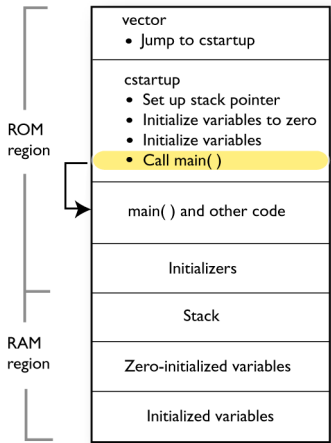 vector
• Jump to cstartup
cstartup
• Set up stack pointer
• Initialize variables to zero
• Initialize variables
• Call main( )
ROM
region
main( ) and other code
Initializers
Stack
RAM
region
Zero-initialized variables
Initialized variables